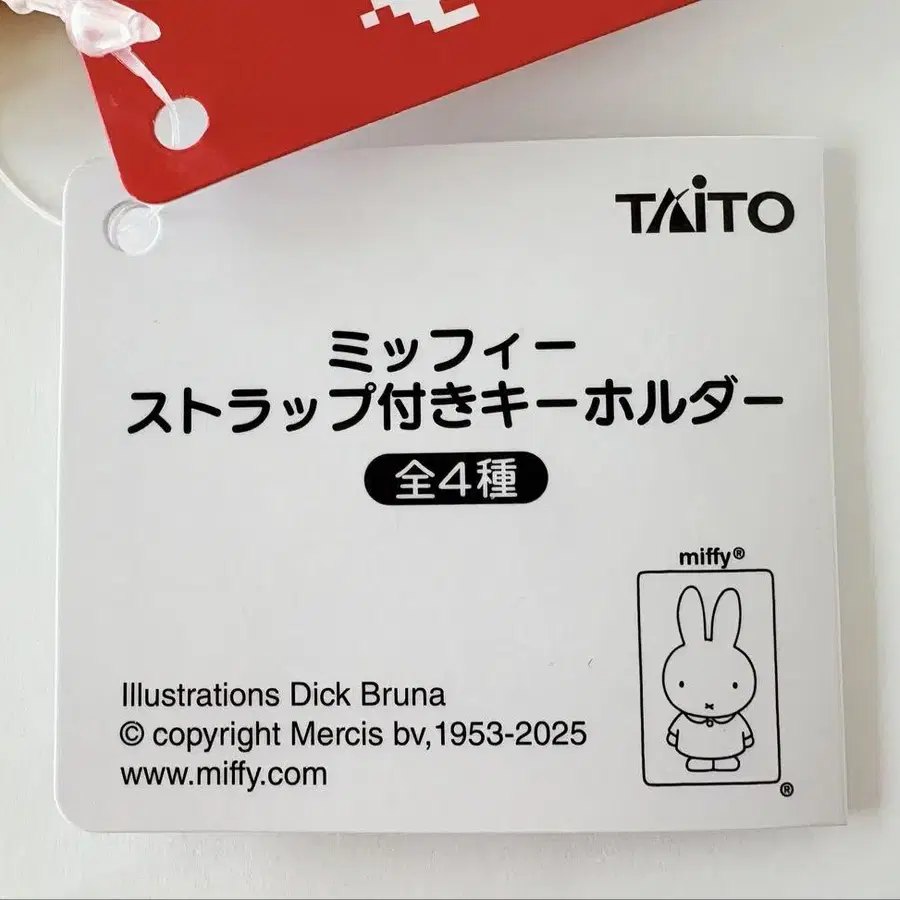 TAITO
ミッフィー
ストラップ付きキーホルダー
全4種
miffy®
Illustrations Dick Bruna
© copyright Mercis bv,1953-2025
www.miffy.com
®